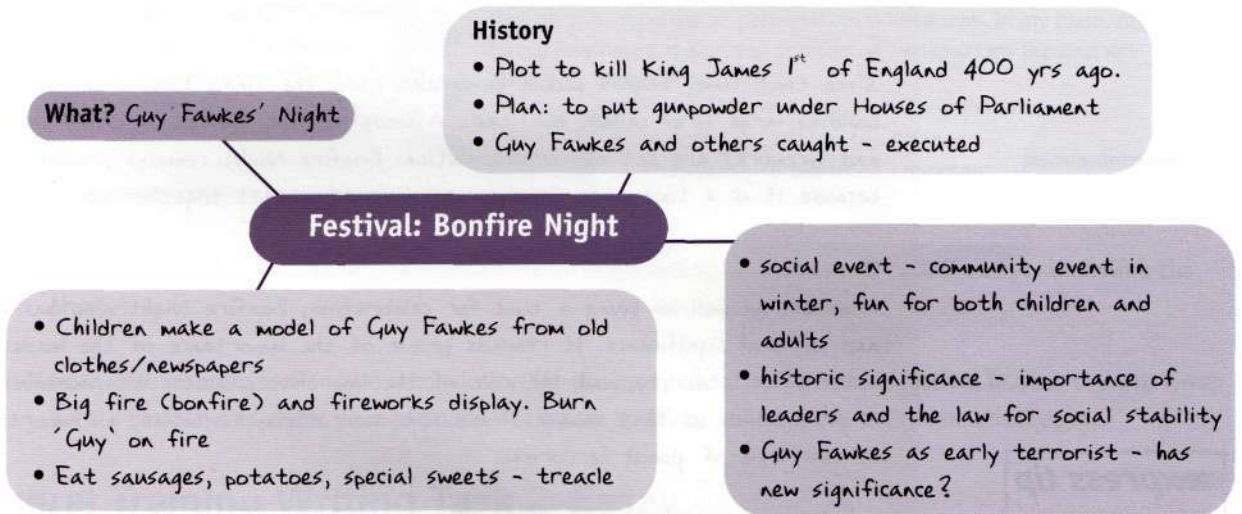 History
• Plot to kill King James 1st of England 400 yrs ago.
• Plan: to put gunpowder under Houses of Parliament
• Guy Fawkes and others caught - executed
What? Guy Fawkes' Night
Festival: Bonfire Night
• Children make a model of Guy Fawkes from old
clothes/newspapers
• Big fire (bonfire) and fireworks display. Burn
'Guy' on fire
• Eat sausages, potatoes, special sweets - treacle
• social event - community event in
winter, fun for both children and
adults
• historic significance - importance of
leaders and the law for social stability
• Guy Fawkes as early terrorist - has
new significance?